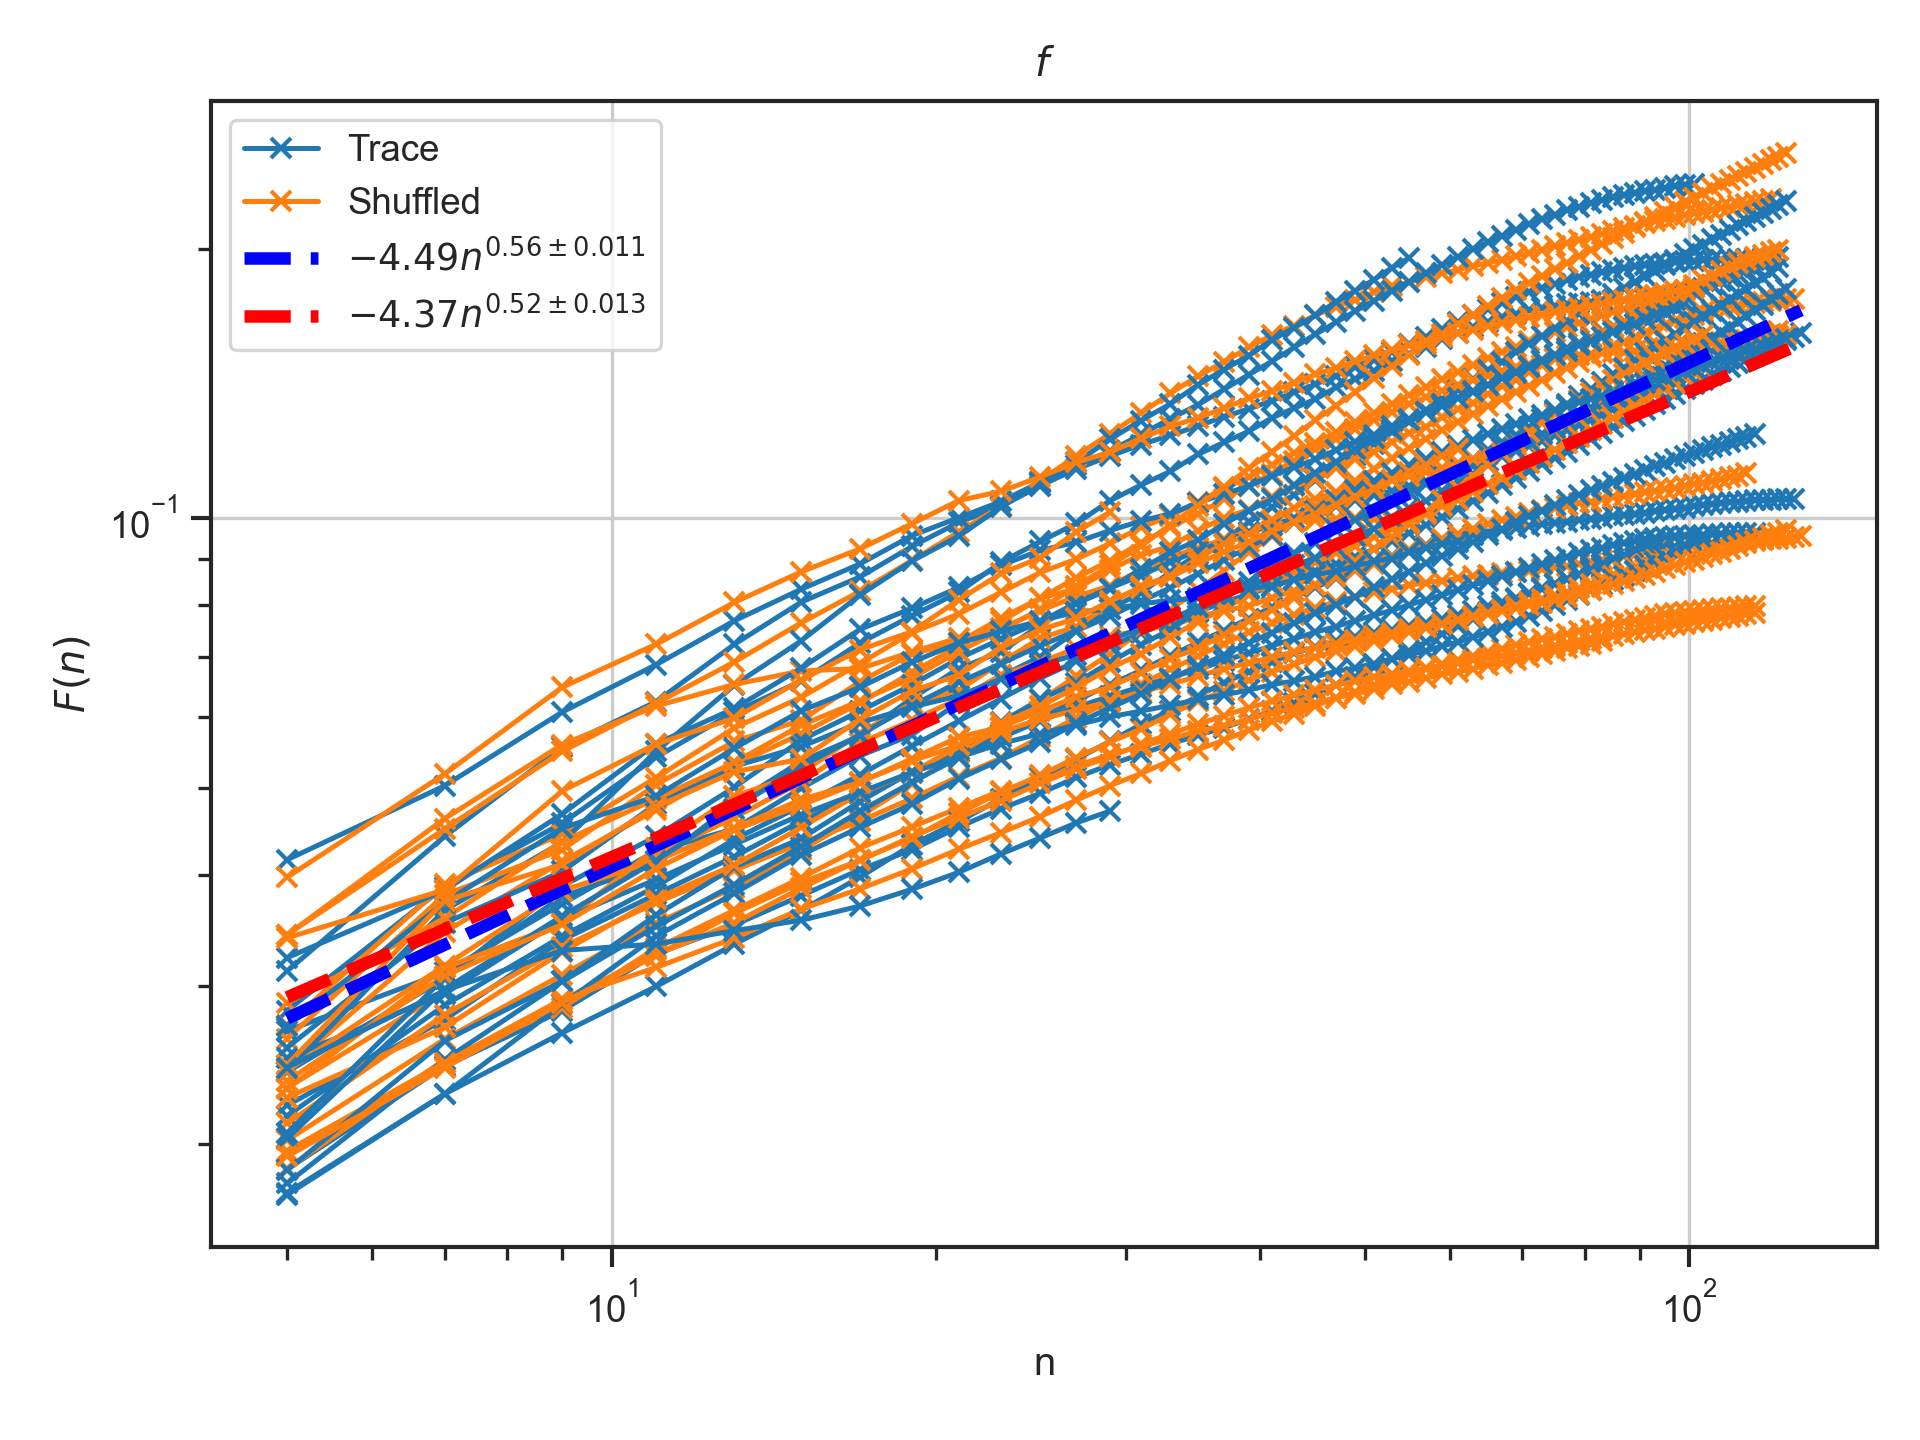 f
Trace
Shuffled
−4.49n^{0.56 ± 0.011}
−4.37n^{0.52 ± 0.013}
F(n)
10^{−1}
10^{1}
10^{2}
n